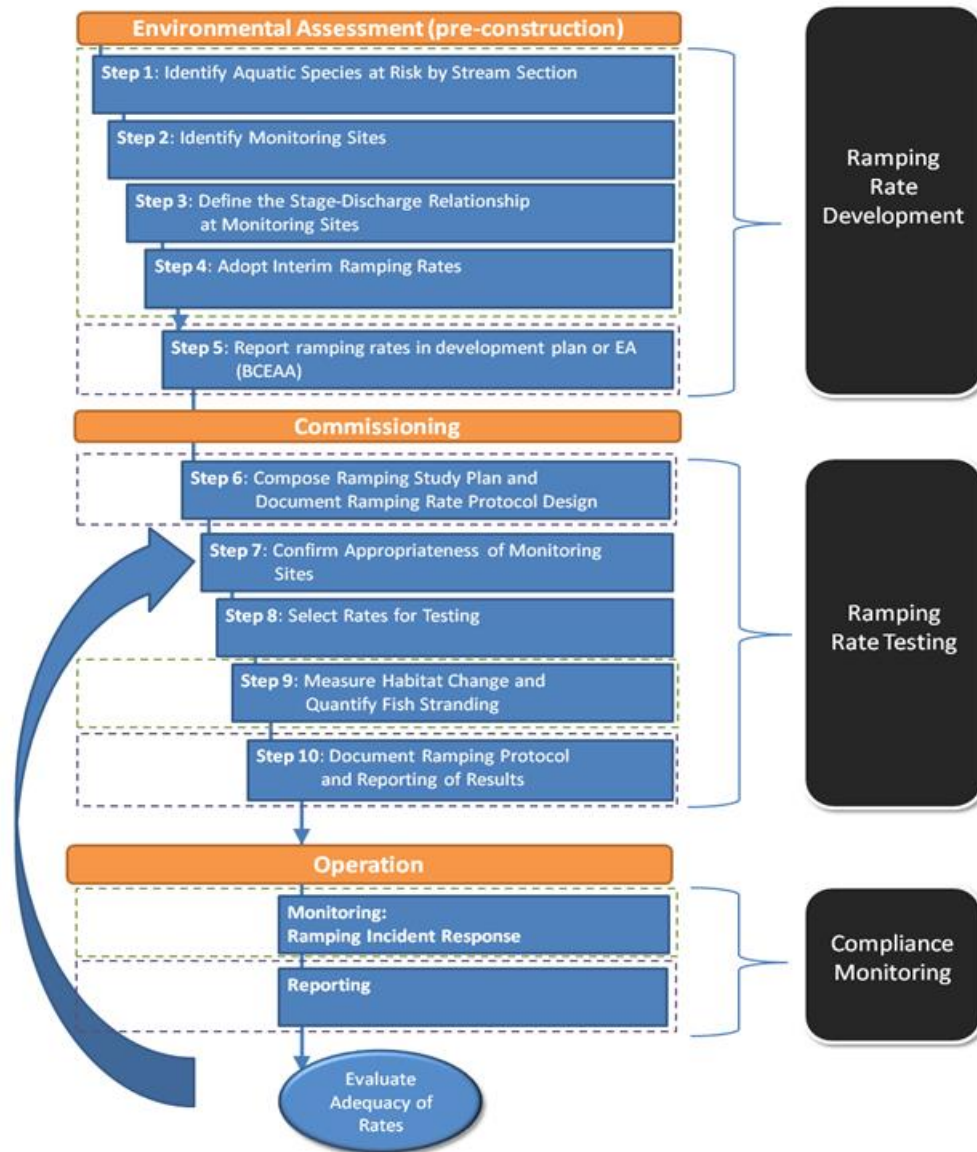 Environmental Assessment (pre-construction)
Step 1: Identify Aquatic Species at Risk by Stream Section
Step 2: Identify Monitoring Sites
Step 3: Define the Stage-Discharge Relationship
at Monitoring Sites
Step 4: Adopt Interim Ramping Rates
Step 5: Report ramping rates in development plan or EA
(BCEAA)
Ramping
Rate
Development
Commissioning
Step 6: Compose Ramping Study Plan and
Document Ramping Rate Protocol Design
Step 7: Confirm Appropriateness of Monitoring
Sites
Step 8: Select Rates for Testing
Step 9: Measure Habitat Change and
Quantify Fish Stranding
Step 10: Document Ramping Protocol
and Reporting of Results
Ramping
Rate Testing
Operation
Monitoring:
Ramping Incident Response
Reporting
Compliance
Monitoring
Evaluate
Adequacy of
Rates